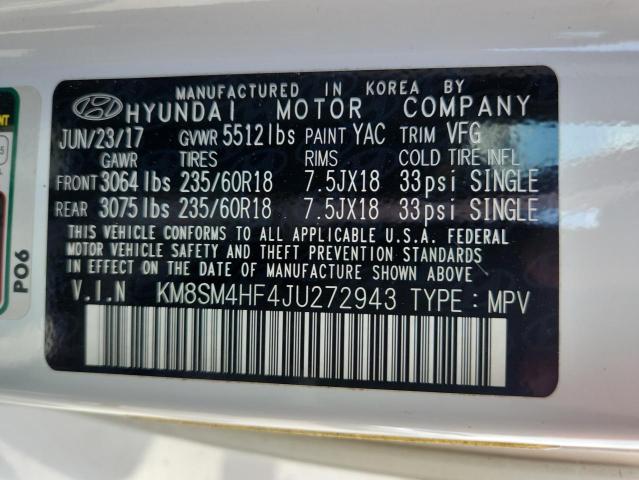 MANUFACTURED IN KOREA BY
HYUNDAI MOTOR COMPANY
JUN/23/17 GVWR 5512lbs PAINT YAC TRIM VFG
GAWR TIRES RIMS COLD TIRE INFL
FRONT 3064lbs 235/60R18 7.5JX18 33psi SINGLE
REAR 3075lbs 235/60R18 7.5JX18 33psi SINGLE
THIS VEHICLE CONFORMS TO ALL APPLICABLE U.S.A. FEDERAL
MOTOR VEHICLE SAFETY AND THEFT PREVENTION STANDARDS
IN EFFECT ON THE DATE OF MANUFACTURE SHOWN ABOVE.
V.I.N KM8SM4HF4JU272943 TYPE : MPV
PO6